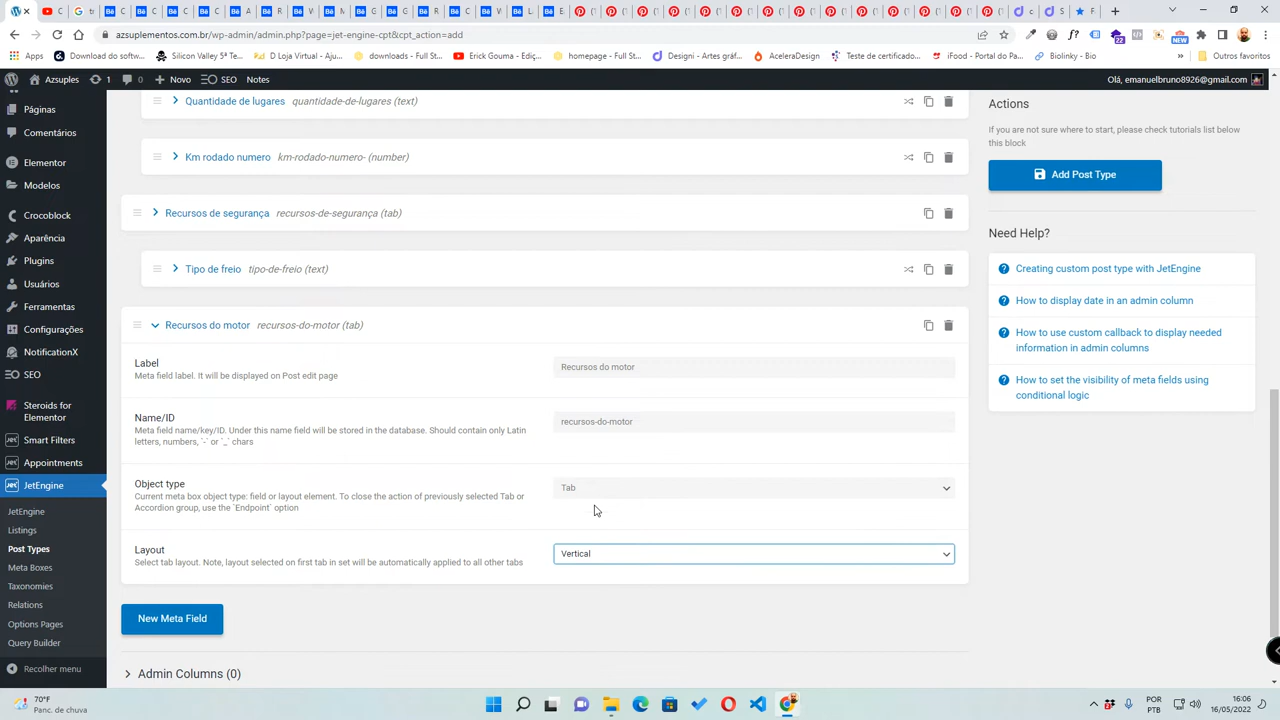 azsuplementos.com.br/wp-admin/admin.php?page=jet-engine-cpt&cpt_action=add
Apps
Download do softwar...
Silicon Valley 5ª Te...
D Loja Virtual - Aju...
downloads - Full St...
Erick Gouma - Ediç...
homepage - Full St...
Designi - Artes gráf...
AceleraDesign
Teste de certificado...
iFood - Portal do Pa...
Biolinky - Bio
Outros favoritos
Azsuples
1
0
Novo
SEO
Notes
Olá, emanuelbruno8926@gmail.com
Páginas
Comentários
Elementor
Modelos
Crocoblock
Aparência
Plugins
Usuários
Ferramentas
Configurações
NotificationX
SEO
Steroids for
Elementor
Smart Filters
Appointments
JetEngine
JetEngine
Listings
Post Types
Meta Boxes
Taxonomies
Relations
Options Pages
Query Builder
Recolher menu
Quantidade de lugares quantidade-de-lugares (text)
Km rodado numero km-rodado-numero- (number)
Recursos de segurança recursos-de-segurança (tab)
Tipo de freio tipo-de-freio (text)
Recursos do motor recursos-do-motor (tab)
Label
Meta field label. It will be displayed on Post edit page
Recursos do motor
Name/ID
Meta field name/key/ID. Under this name field will be stored in the database. Should contain only Latin
letters, numbers, `-` or `_` chars
recursos-do-motor
Object type
Current meta box object type: field or layout element. To close the action of previously selected Tab or
Accordion group, use the `Endpoint` option
Tab
Layout
Select tab layout. Note, layout selected on first tab in set will be automatically applied to all other tabs
Vertical
New Meta Field
Admin Columns (0)
Actions
If you are not sure where to start, please check tutorials list below
this block
Add Post Type
Need Help?
Creating custom post type with JetEngine
How to display date in an admin column
How to use custom callback to display needed
information in admin columns
How to set the visibility of meta fields using
conditional logic
70°F
Panc. de chuva
POR
PTB
16:06
16/05/2022